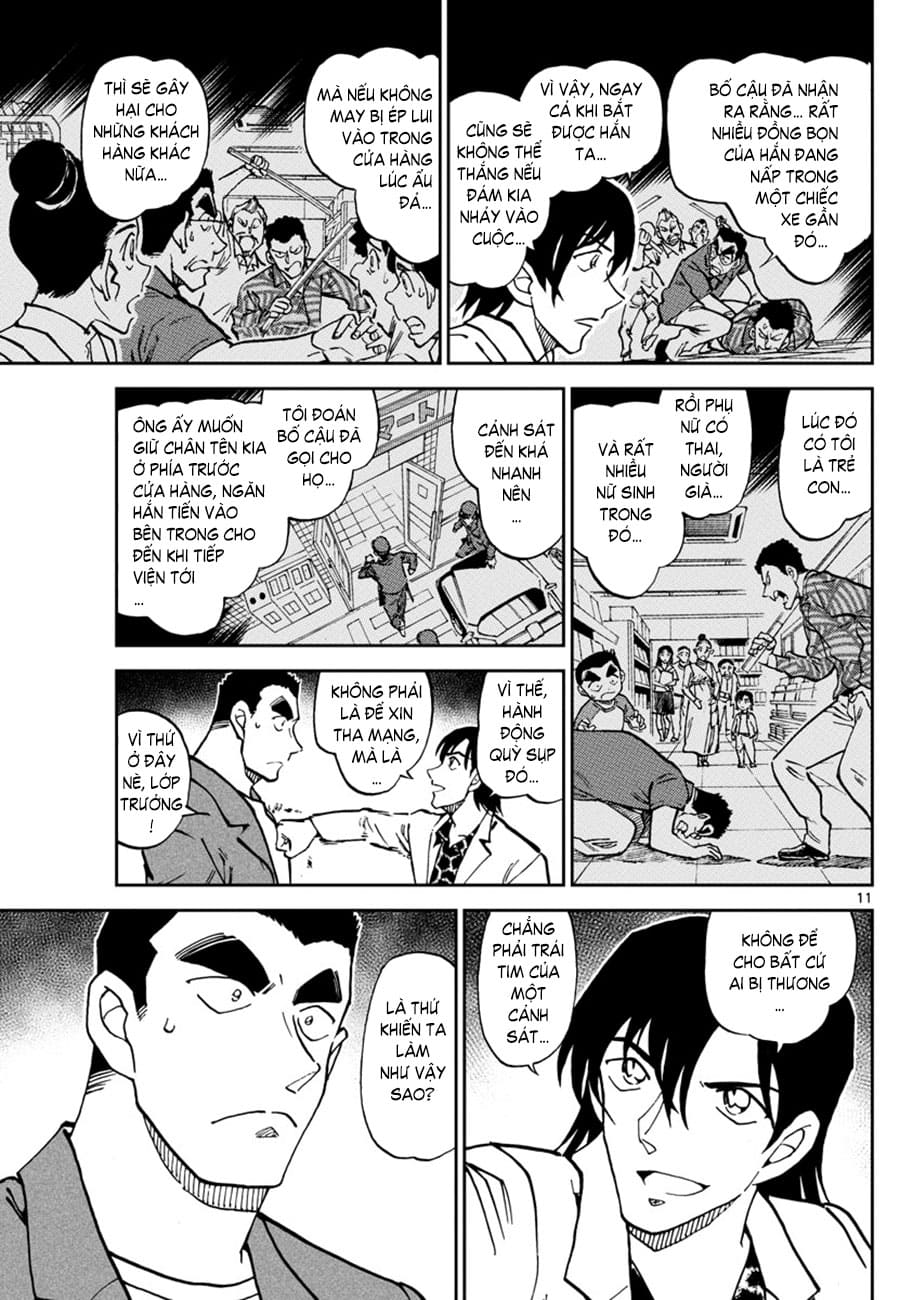 BỐ CẬU ĐÃ NHẬN
RA RẰNG... RẤT
NHIỀU ĐỒNG BỌN
CỦA HẮN ĐANG
NẤP TRONG
MỘT CHIẾC
XE GẦN
ĐÓ...
VÌ VẬY, NGAY
CẢ KHI BẮT
ĐƯỢC HẮN
TA...
CŨNG SẼ
KHÔNG THỂ
THẮNG NẾU
ĐÁM KIA
NHẢY VÀO
CUỘC...
MÀ NẾU KHÔNG
MAY BỊ ÉP LUI
VÀO TRONG
CỬA HÀNG
LÚC ẨU
ĐẢ...
THÌ SẼ GÂY
HẠI CHO
NHỮNG KHÁCH
HÀNG KHÁC
NỮA...
LÚC ĐÓ
CÓ TÔI
LÀ TRẺ
CON...
RỒI PHỤ
NỮ CÓ
THAI,
NGƯỜI
GIÀ...
VÀ RẤT
NHIỀU
NỮ SINH
TRONG
ĐÓ...
CẢNH SÁT
ĐẾN KHÁ
NHANH
NÊN
...
マート
TÔI ĐOÁN
BỐ CẬU ĐÃ
GỌI CHO
HỌ...
ÔNG ẤY MUỐN
GIỮ CHÂN TÊN KIA
Ở PHÍA TRƯỚC
CỬA HÀNG, NGĂN
HẮN TIẾN VÀO
BÊN TRONG CHO
ĐẾN KHI TIẾP
VIỆN TỚI
...
VÌ THẾ,
HÀNH
ĐỘNG
QUỲ SỤP
ĐÓ...
KHÔNG PHẢI
LÀ ĐỂ XIN
THA MẠNG,
MÀ LÀ
...
VÌ THỨ
Ở ĐÂY
NÈ, LỚP
TRƯỞNG
!
11
KHÔNG ĐỂ
CHO BẤT CỨ
AI BỊ THƯƠNG
...
CHẲNG
PHẢI TRÁI
TIM CỦA
MỘT
CẢNH
SÁT...
LÀ THỨ
KHIẾN TA
LÀM
NHƯ VẬY
SAO?